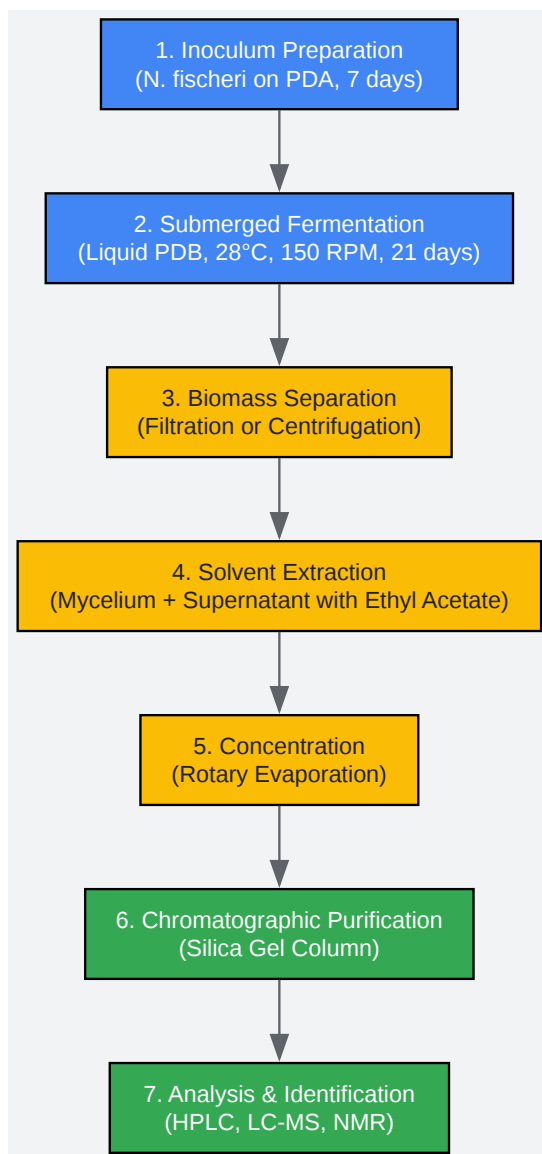 1. Inoculum Preparation
(N. fischeri on PDA, 7 days)
2. Submerged Fermentation
(Liquid PDB, 28°C, 150 RPM, 21 days)
3. Biomass Separation
(Filtration or Centrifugation)
4. Solvent Extraction
(Mycelium + Supernatant with Ethyl Acetate)
5. Concentration
(Rotary Evaporation)
6. Chromatographic Purification
(Silica Gel Column)
7. Analysis & Identification
(HPLC, LC-MS, NMR)